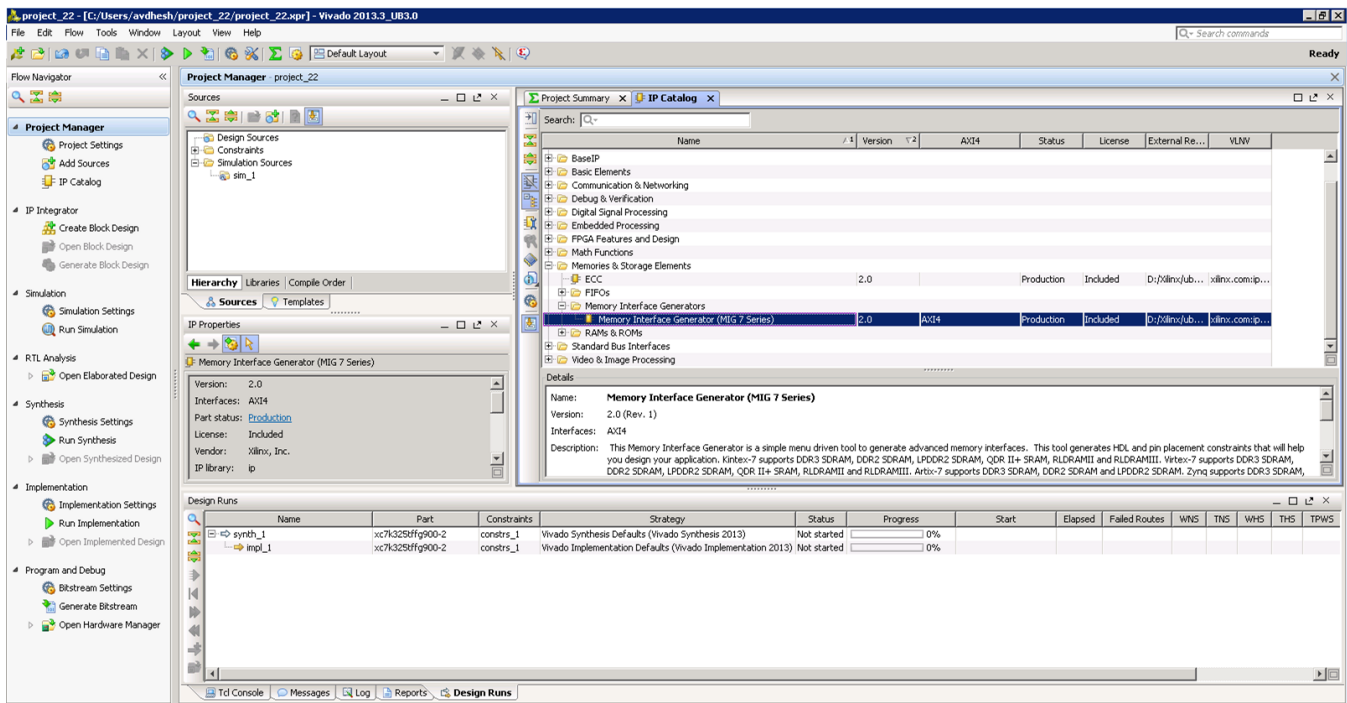 project_22 - [C:/Users/avdhesh/project_22/project_22.xpr] - Vivado 2013.3_UB3.0
File Edit Flow Tools Window Layout View Help
Search commands
Default Layout
Ready
Flow Navigator
Project Manager
Project Settings
Add Sources
IP Catalog
IP Integrator
Create Block Design
Open Block Design
Generate Block Design
Simulation
Simulation Settings
Run Simulation
RTL Analysis
Open Elaborated Design
Synthesis
Synthesis Settings
Run Synthesis
Open Synthesized Design
Implementation
Implementation Settings
Run Implementation
Open Implemented Design
Program and Debug
Bitstream Settings
Generate Bitstream
Open Hardware Manager
Project Manager - project_22
Sources
Design Sources
Constraints
Simulation Sources
sim_1
Hierarchy Libraries Compile Order
Sources Templates
IP Properties
Memory Interface Generator (MIG 7 Series)
Version: 2.0
Interfaces: AXI4
Part status: Production
License: Included
Vendor: Xilinx, Inc.
IP library: ip
Project Summary IP Catalog
Search:
Name 1 Version 2 AXI4 Status License External Re... VLNV
BaseIP
Basic Elements
Communication & Networking
Debug & Verification
Digital Signal Processing
Embedded Processing
FPGA Features and Design
Math Functions
Memories & Storage Elements
ECC 2.0 Production Included D:/Xilinx/ub... xilinx.com:ip...
FIFOs
Memory Interface Generators
Memory Interface Generator (MIG 7 Series) 2.0 AXI4 Production Included D:/Xilinx/ub... xilinx.com:ip...
RAMs & ROMs
Standard Bus Interfaces
Video & Image Processing
Details
Name: Memory Interface Generator (MIG 7 Series)
Version: 2.0 (Rev. 1)
Interfaces: AXI4
Description: This Memory Interface Generator is a simple menu driven tool to generate advanced memory interfaces. This tool generates HDL and pin placement constraints that will help
you design your application. Kintex-7 supports DDR3 SDRAM, DDR2 SDRAM, LPDDR2 SDRAM, QDR II+ SRAM, RLDRAMII and RLDRAMIII. Virtex-7 supports DDR3 SDRAM,
DDR2 SDRAM, LPDDR2 SDRAM, QDR II+ SRAM, RLDRAMII and RLDRAMIII. Artix-7 supports DDR3 SDRAM, DDR2 SDRAM and LPDDR2 SDRAM. Zynq supports DDR3 SDRAM,
Design Runs
Name Part Constraints Strategy Status Progress Start Elapsed Failed Routes WNS TNS WHS THS TPWS
synth_1 xc7k325tffg900-2 constrs_1 Vivado Synthesis Defaults (Vivado Synthesis 2013) Not started 0%
impl_1 xc7k325tffg900-2 constrs_1 Vivado Implementation Defaults (Vivado Implementation 2013) Not started 0%
Tcl Console Messages Log Reports Design Runs